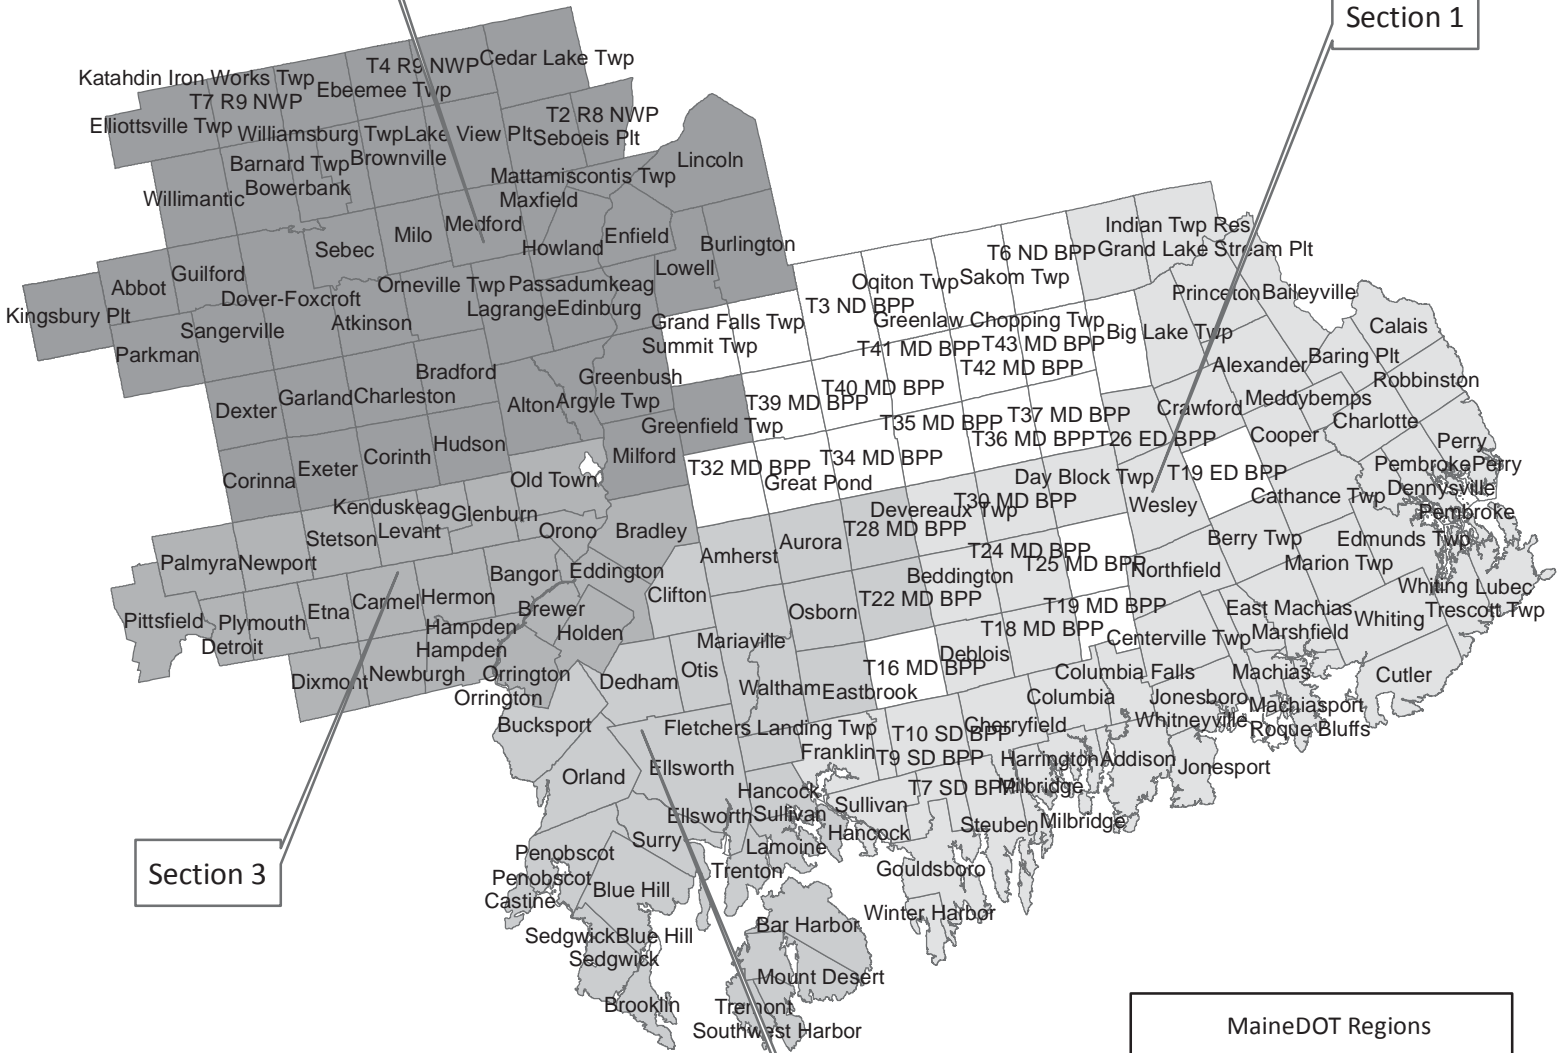 Section 1
Cedar Lake Twp
T4 R9 NWP
Katahdin Iron Works Twp
Ebeemee Twp
T7 R9 NWP
T2 R8 NWP
Elliottsville Twp
Williamsburg Twp
Lake View Plt
Seboeis Plt
Barnard Twp
Brownville
Lincoln
Bowerbank
Mattamiscontis Twp
Willimantic
Maxfield
Medford
Milo
Enfield
Howland
Burlington
Sebec
Indian Twp Res
Grand Lake Stream Plt
T6 ND BPP
Lowell
Guilford
Abbot
Sakom Twp
Oqiton Twp
Orneville Twp
Passadumkeag
Dover-Foxcroft
Princeton
Baileyville
T3 ND BPP
Lagrange
Edinburg
Kingsbury Plt
Atkinson
Sangerville
Grand Falls Twp
Greenlaw Chopping Twp
Big Lake Twp
Calais
Summit Twp
T41 MD BPP
T43 MD BPP
Parkman
Baring Plt
Alexander
T42 MD BPP
Bradford
Greenbush
Robbinston
T40 MD BPP
Garland
Charleston
Argyle Twp
Alton
T39 MD BPP
Meddybemps
Crawford
Dexter
T37 MD BPP
Charlotte
T35 MD BPP
Greenfield Twp
Cooper
T36 MD BPP
T26 ED BPP
Perry
Hudson
Corinth
Milford
T34 MD BPP
T32 MD BPP
Pembroke
Perry
Exeter
T19 ED BPP
Corinna
Old Town
Great Pond
Day Block Twp
Dennysville
Cathance Twp
T30 MD BPP
Wesley
Kenduskeag
Glenburn
Devereaux Twp
Pembroke
T28 MD BPP
Levant
Orono
Bradley
Stetson
Aurora
Berry Twp
Edmunds Twp
Amherst
T24 MD BPP
Palmyra
Newport
T25 MD BPP
Marion Twp
Bangor
Eddington
Beddington
Northfield
Whiting
Lubec
Clifton
T22 MD BPP
Hermon
Carmel
Etna
Brewer
Osborn
T19 MD BPP
East Machias
Trescott Twp
Pittsfield
Plymouth
Hampden
Holden
T18 MD BPP
Marshfield
Whiting
Centerville Twp
Detroit
Hampden
Mariaville
Deblois
T16 MD BPP
Columbia Falls
Machias
Cutler
Dixmont
Newburgh
Orrington
Dedham
Otis
Waltham
Eastbrook
Orrington
Columbia
Jonesboro
Machiasport
Bucksport
Fletchers Landing Twp
Cherryfield
Whitneyville
Roque Bluffs
T10 SD BPP
Franklin
T9 SD BPP
Harrington
Addison
Jonesport
Orland
Ellsworth
Hancock
T7 SD BPP
Milbridge
Sullivan
Ellsworth
Sullivan
Steuben
Milbridge
Hancock
Surry
Lamoine
Penobscot
Trenton
Gouldsboro
Section 3
Penobscot
Blue Hill
Castine
Winter Harbor
Bar Harbor
Sedgwick
Blue Hill
Sedgwick
Mount Desert
Brooklin
Tremont
Southwest Harbor
MaineDOT Regions